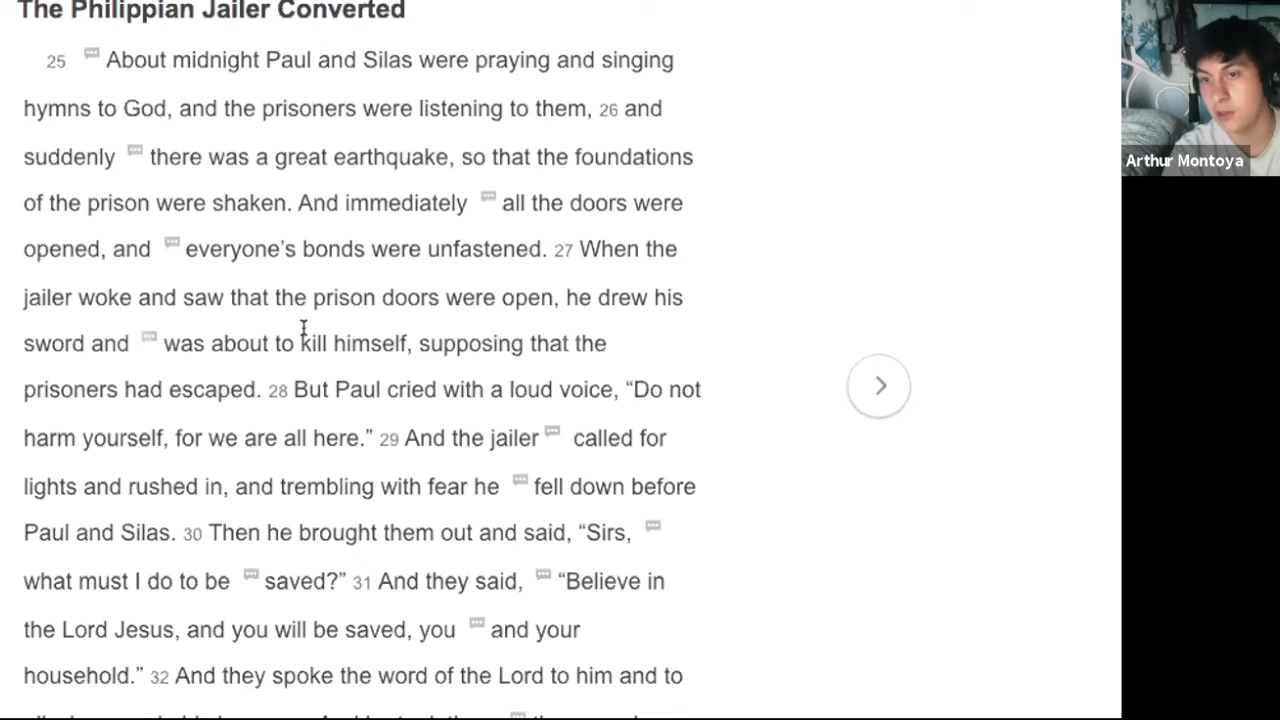 The Philippian Jailer Converted
25 About midnight Paul and Silas were praying and singing
hymns to God, and the prisoners were listening to them, 26 and
suddenly there was a great earthquake, so that the foundations
of the prison were shaken. And immediately all the doors were
opened, and everyone’s bonds were unfastened. 27 When the
jailer woke and saw that the prison doors were open, he drew his
sword and was about to kill himself, supposing that the
prisoners had escaped. 28 But Paul cried with a loud voice, “Do not
harm yourself, for we are all here.” 29 And the jailer called for
lights and rushed in, and trembling with fear he fell down before
Paul and Silas. 30 Then he brought them out and said, “Sirs,
what must I do to be saved?” 31 And they said, “Believe in
the Lord Jesus, and you will be saved, you and your
household.” 32 And they spoke the word of the Lord to him and to
Arthur Montoya